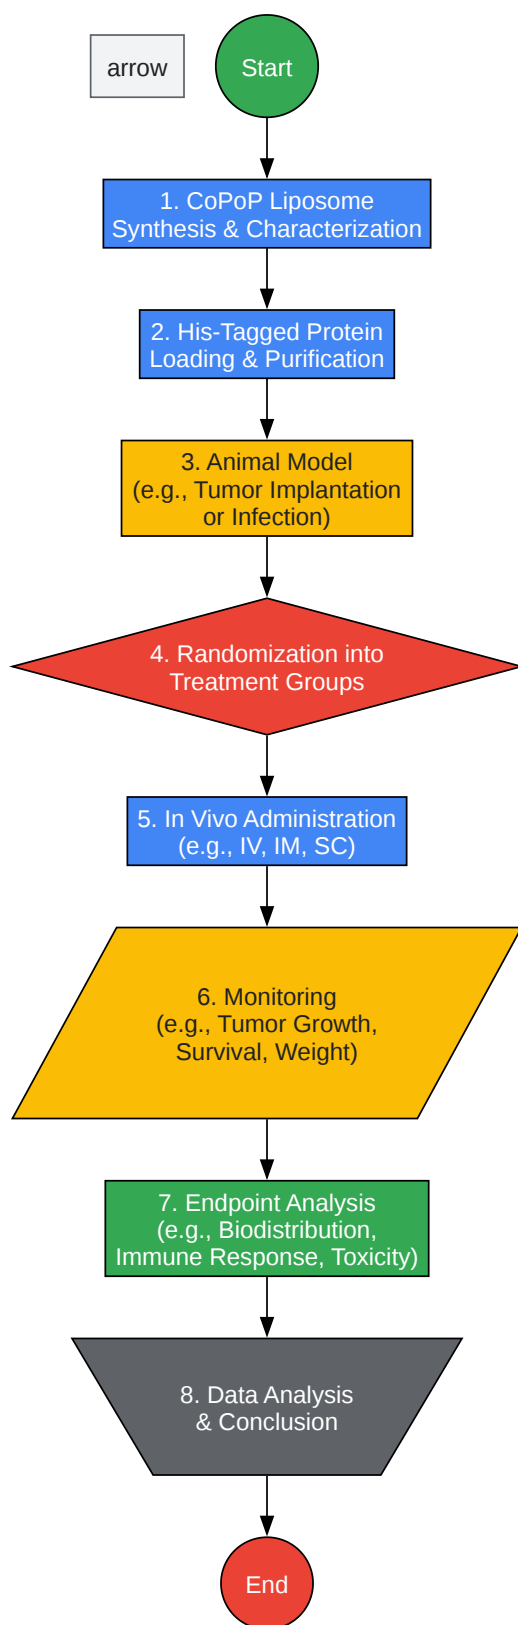 arrow
Start
1. CoPoP Liposome
Synthesis & Characterization
2. His-Tagged Protein
Loading & Purification
3. Animal Model
(e.g., Tumor Implantation
or Infection)
4. Randomization into
Treatment Groups
5. In Vivo Administration
(e.g., IV, IM, SC)
6. Monitoring
(e.g., Tumor Growth,
Survival, Weight)
7. Endpoint Analysis
(e.g., Biodistribution,
Immune Response, Toxicity)
8. Data Analysis
& Conclusion
End